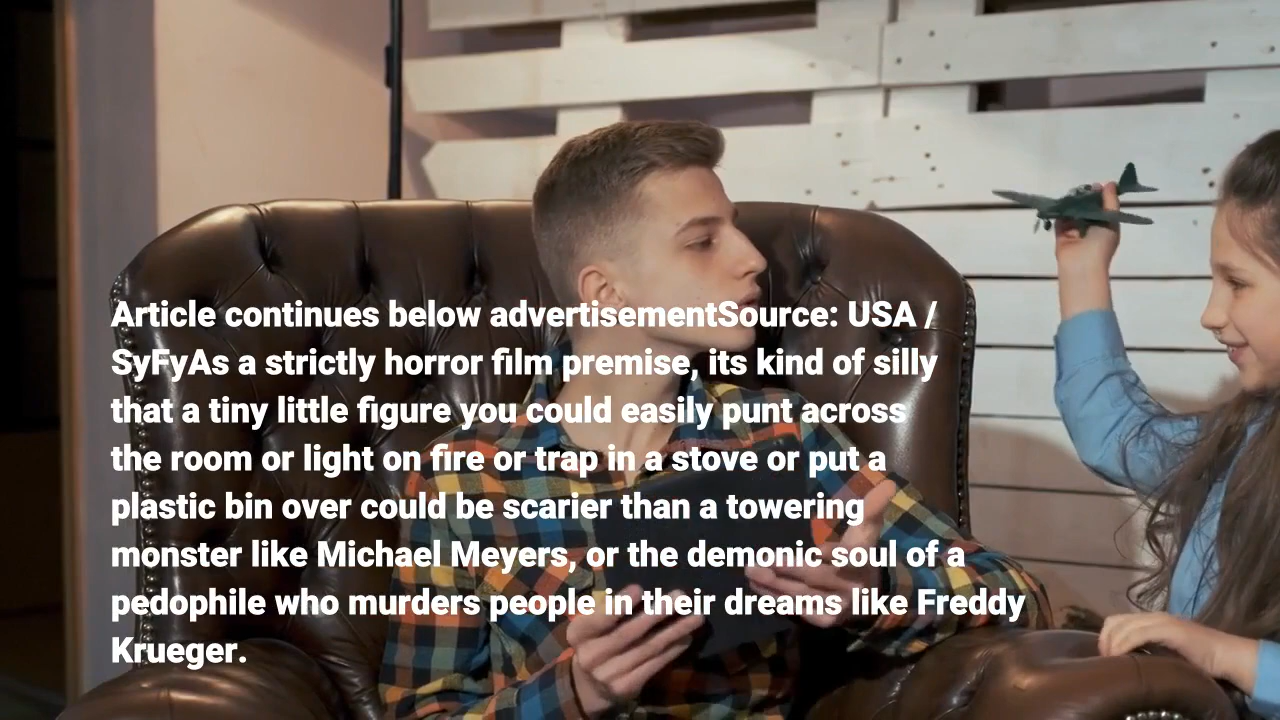 Article continues below advertisementSource: USA /
SyFyAs a strictly horror film premise, its kind of silly
that a tiny little figure you could easily punt across
the room or light on fire or trap in a stove or put a
plastic bin over could be scarier than a towering
monster like Michael Meyers, or the demonic soul of a
pedophile who murders people in their dreams like Freddy
Krueger.